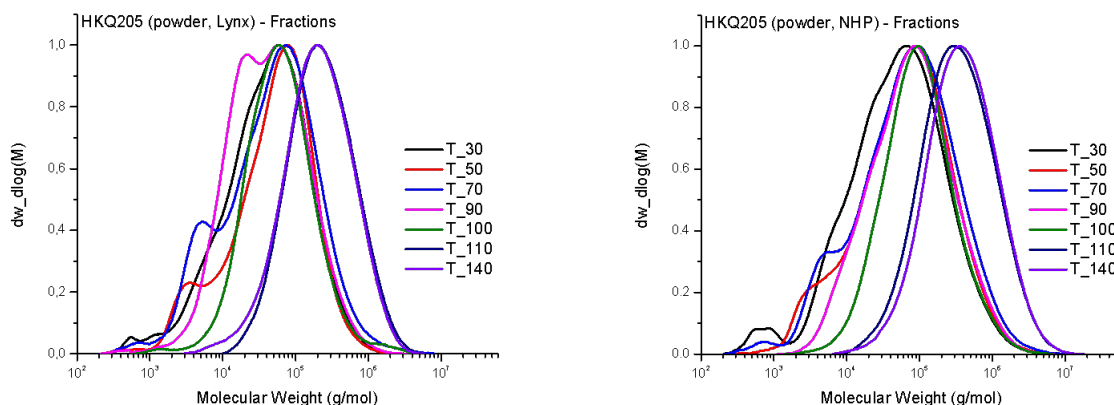 HKQ205 (powder, Lynx) - Fractions
1,0
0,8
0,6
0,4
0,2
0,0
dw_dlog(M)
T_30
T_50
T_70
T_90
T_100
T_110
T_140
10² 10³ 10⁴ 10⁵ 10⁶ 10⁷
Molecular Weight (g/mol)
HKQ205 (powder, NHP) - Fractions
1,0
0,8
0,6
0,4
0,2
0,0
dw_dlog(M)
T_30
T_50
T_70
T_90
T_100
T_110
T_140
10² 10³ 10⁴ 10⁵ 10⁶ 10⁷
Molecular Weight (g/mol)